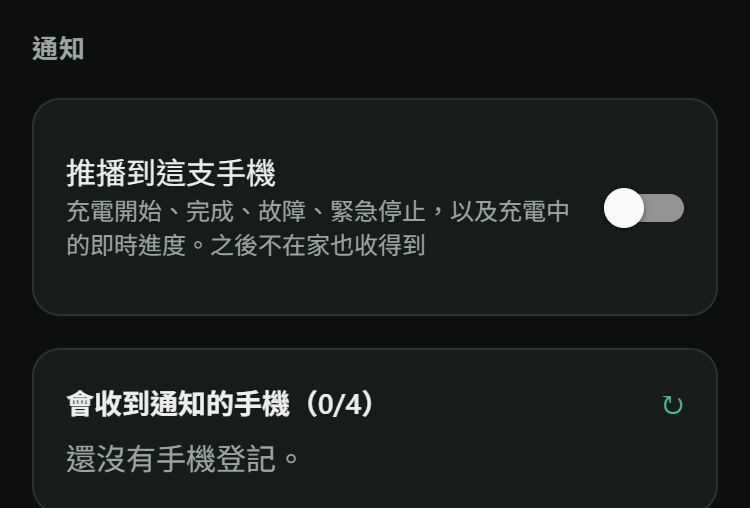 通知
推播到這支手機
充電開始、完成、故障、緊急停止，以及充電中
的即時進度。之後不在家也收得到
會收到通知的手機（0/4）
還沒有手機登記。